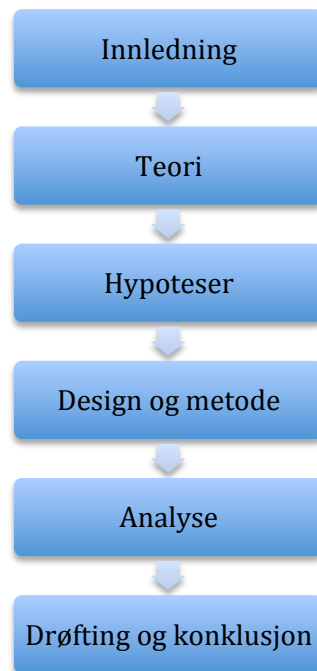 Innledning
Teori
Hypoteser
Design og metode
Analyse
Drøfting og konklusjon